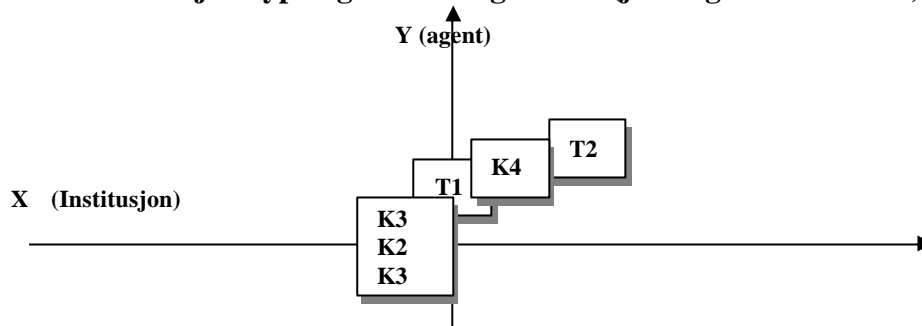 Y (agent)
T2
K4
T1
X (Institusjon)
K3
K2
K3